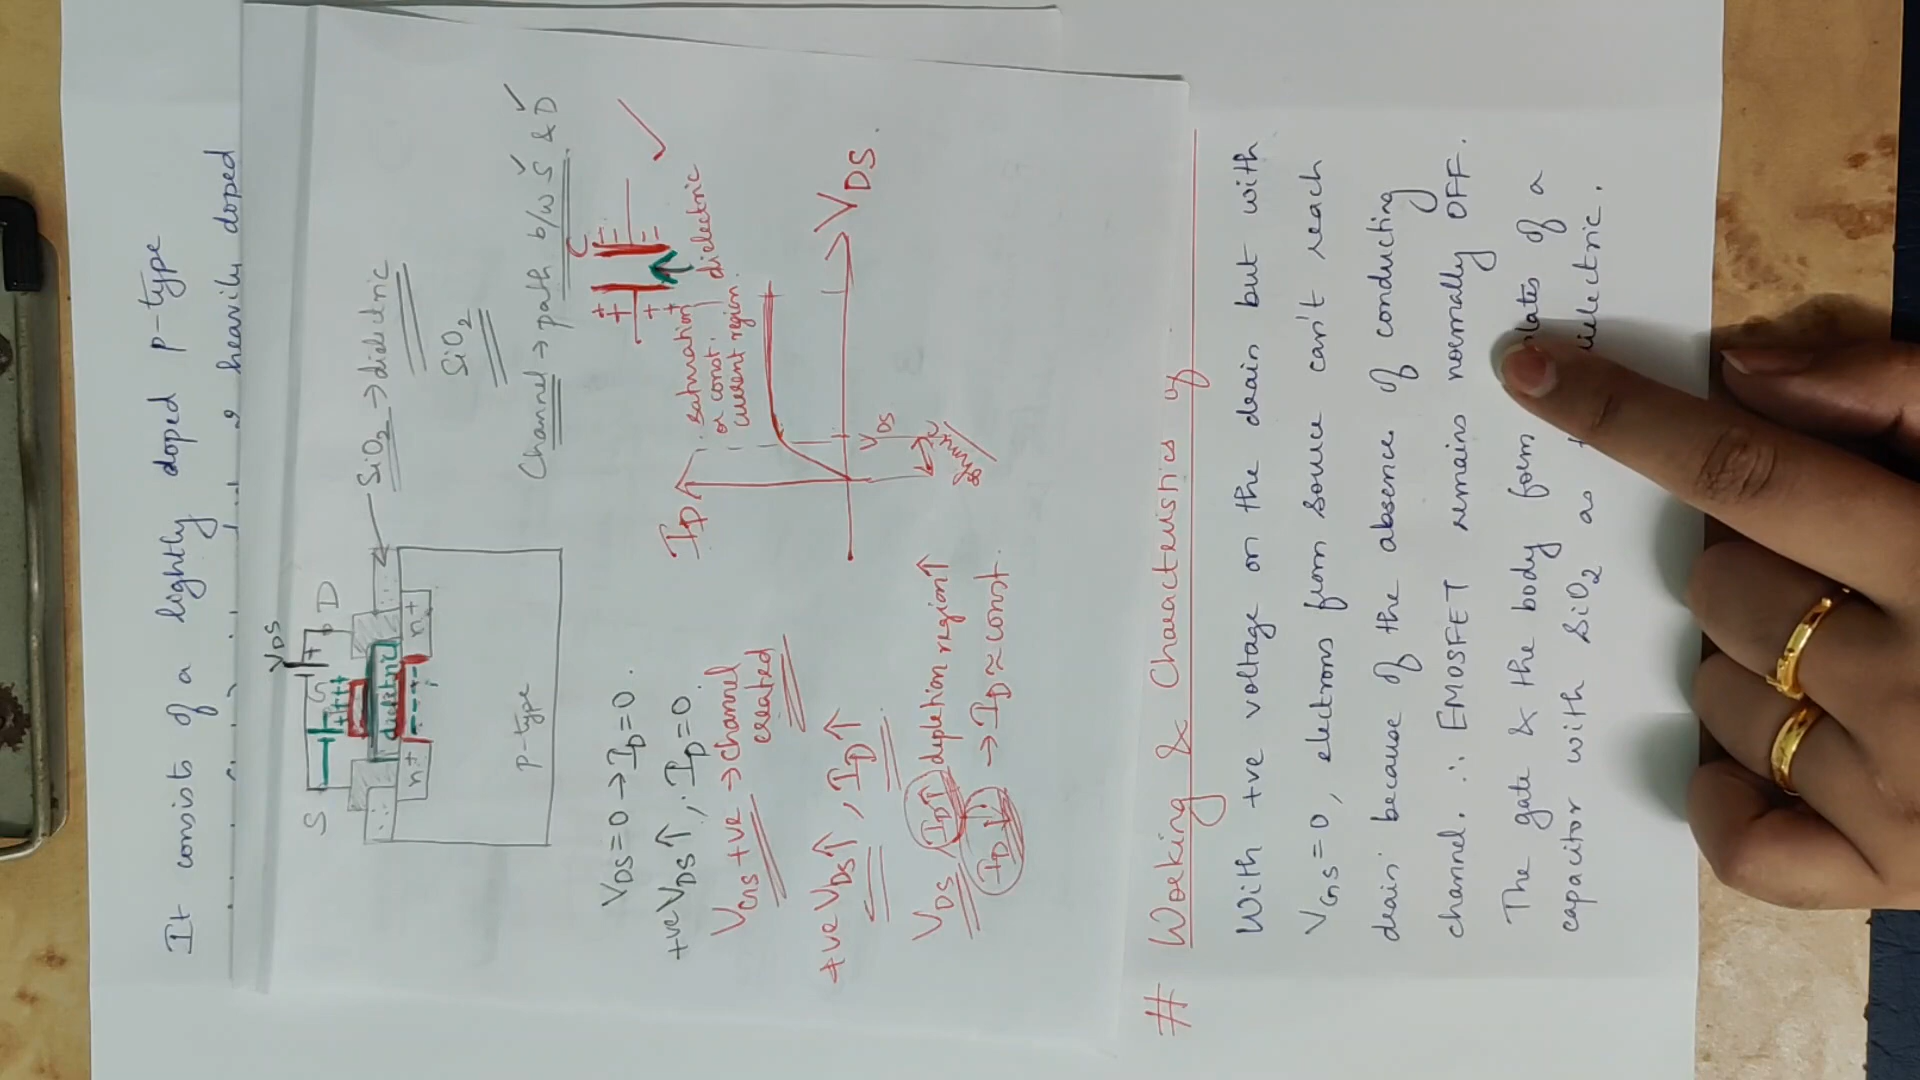 It consists of a lightly doped p-type
& heavily doped
VDS
S
G
D
+
++++
dielectric
n+
n+
p-type
SiO2 → dielectric
SiO2
Channel → path b/w S & D
C
+ + + +
dielectric
VDS = 0 → ID = 0.
+ve VDS↑, ID = 0.
VGS +ve → channel
created
+ve VDS↑, ID↑
VDS ID↑ depletion region↑
ID↓ → ID ≈ const.
ID↑
saturation
or const.
current region.
VDS
VDS.
# Working & Characteristics of
With +ve voltage on the drain but with
VGS = 0, electrons from source can't reach
drain because of the absence of conducting
channel. ∴ EMOSFET remains normally OFF.
The gate & the body form plates of a
capacitor with SiO2 as dielectric.